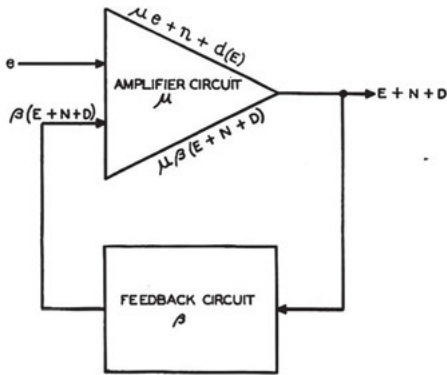 μe + n + d(E)
e
AMPLIFIER CIRCUIT
μ
E + N + D
β(E+N+D)
μβ(E+N+D)
FEEDBACK CIRCUIT
β